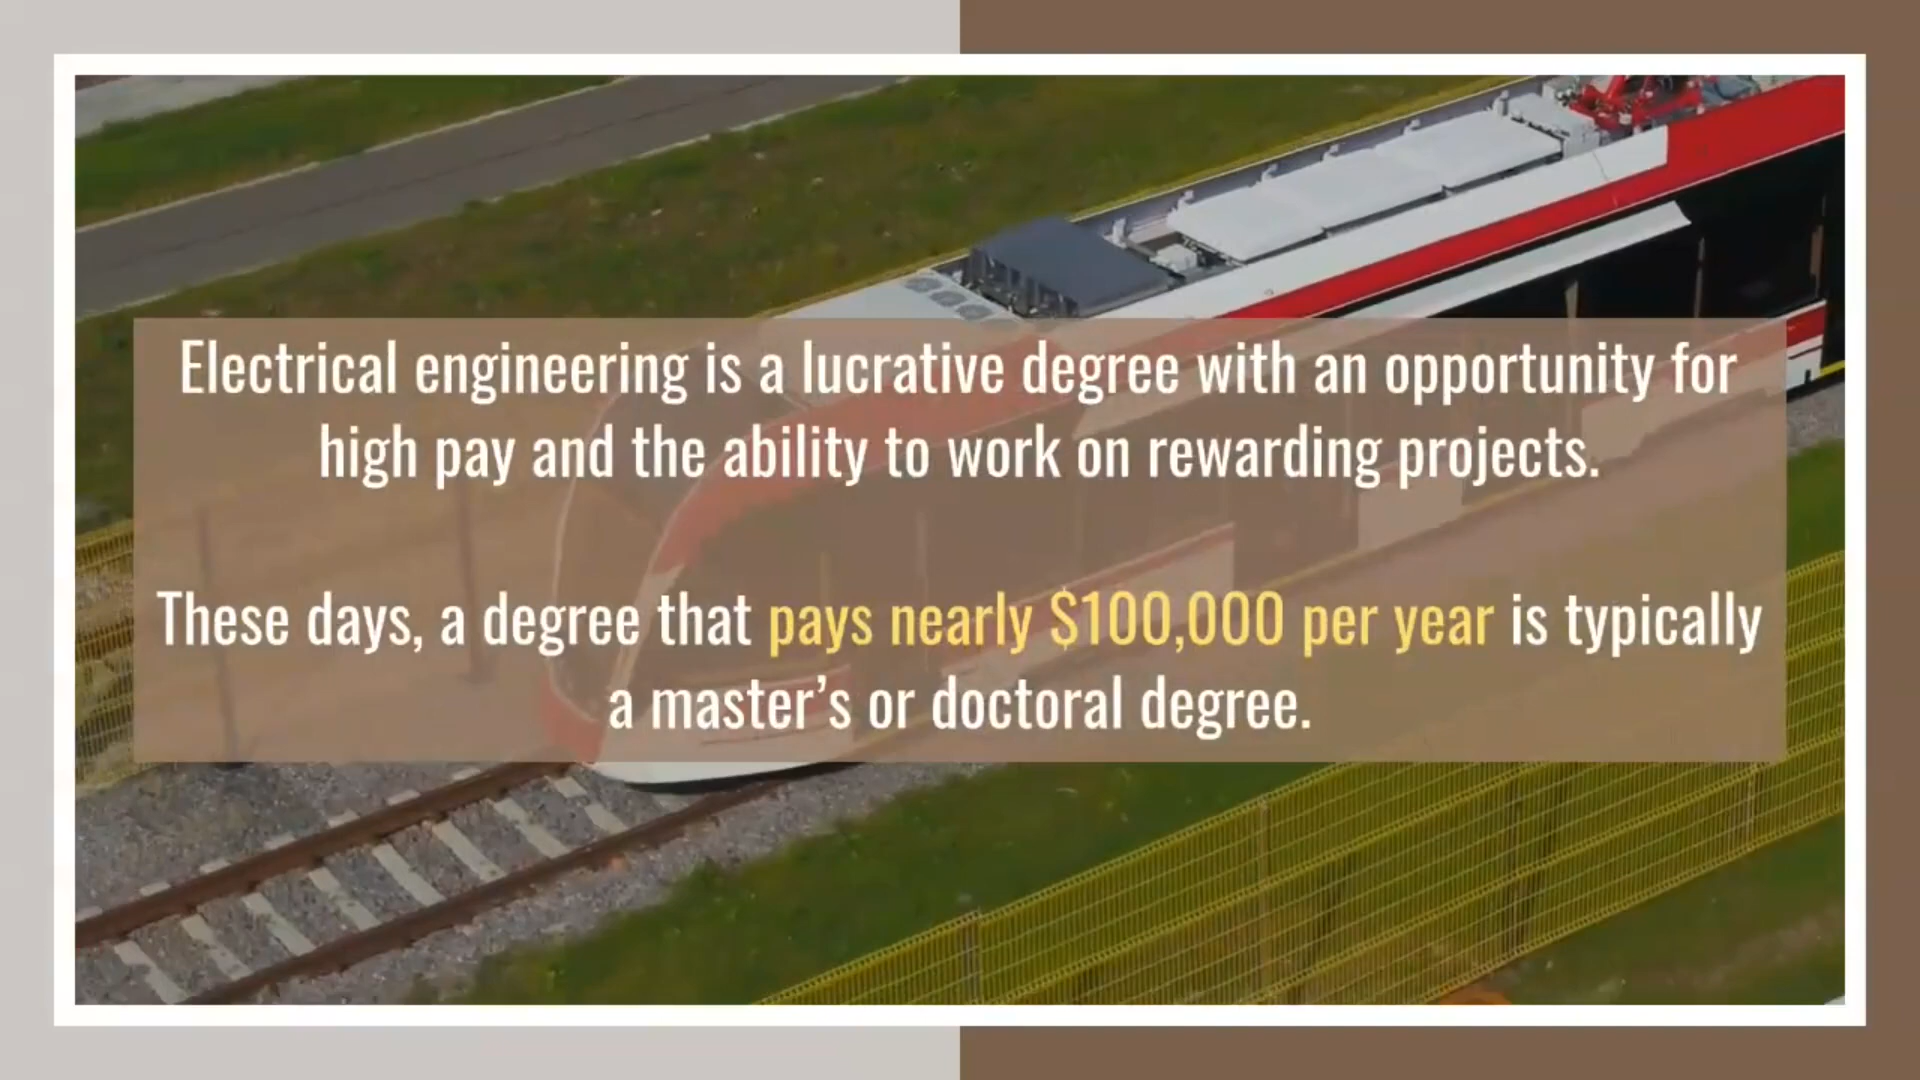 Electrical engineering is a lucrative degree with an opportunity for
high pay and the ability to work on rewarding projects.
These days, a degree that pays nearly $100,000 per year is typically
a master’s or doctoral degree.